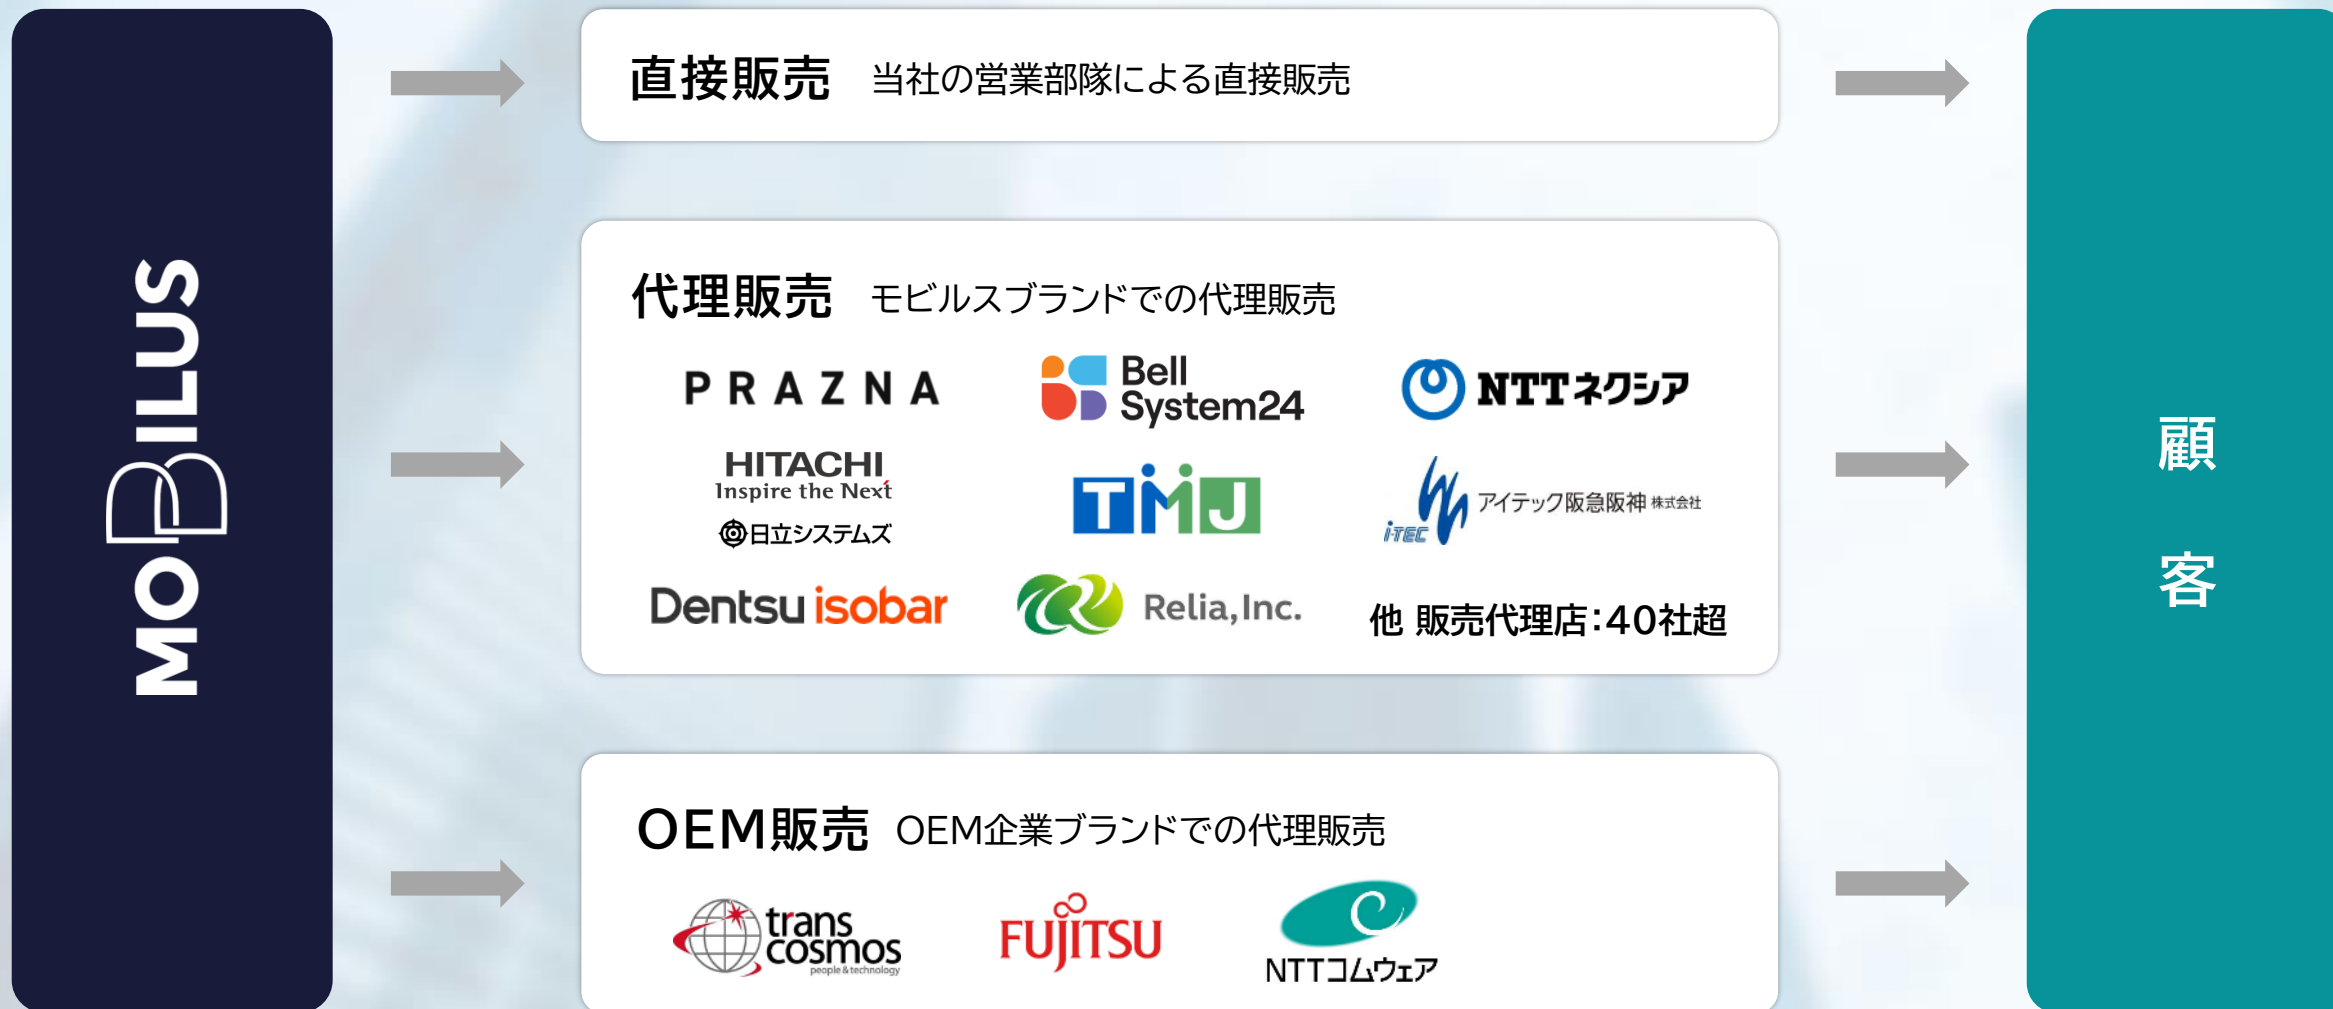 MOBILUS
直接販売 当社の営業部隊による直接販売
代理販売 モビルスブランドでの代理販売
PRAZNA
Bell
System24
NTTネクシア
HITACHI
Inspire the Next
日立システムズ
TMJ
i-TEC
アイテック阪急阪神 株式会社
Dentsu isobar
Relia, Inc.
他 販売代理店：40社超
OEM販売 OEM企業ブランドでの代理販売
trans
cosmos
people & technology
FUJITSU
NTTコムウェア
顧
客